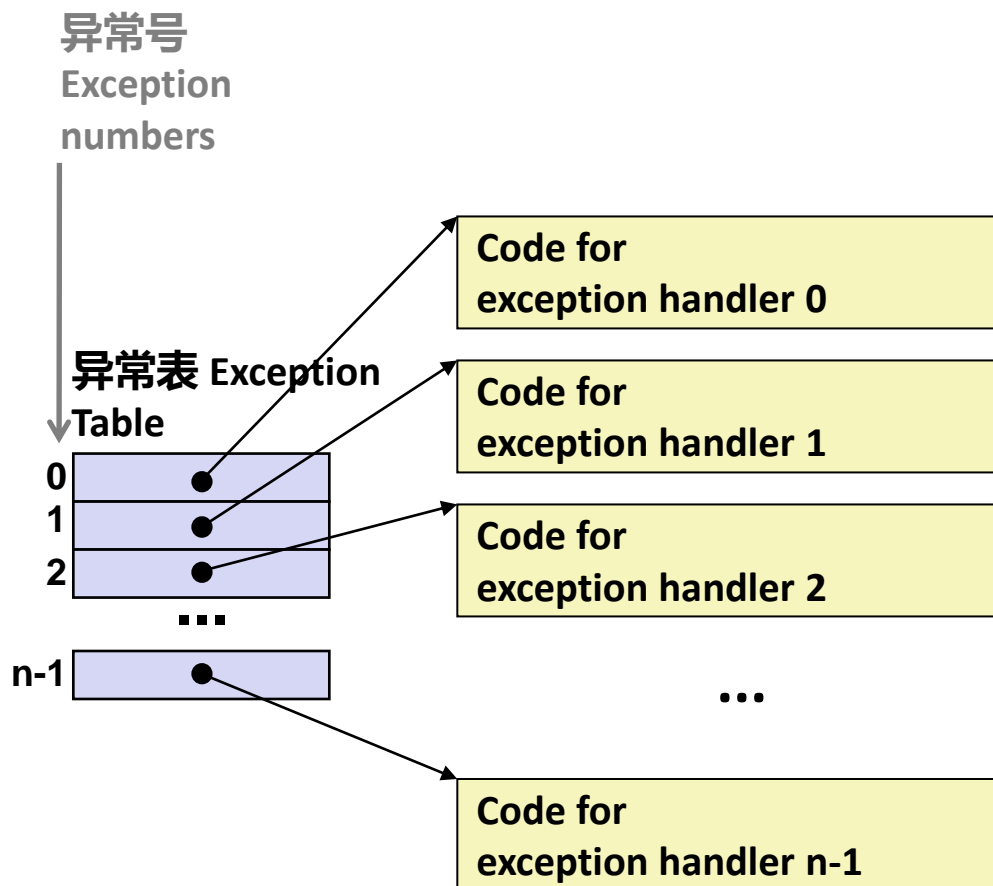 异常号
Exception
numbers
Code for
exception handler 0
异常表 Exception
Table
Code for
exception handler 1
0
1
2
...
n-1
Code for
exception handler 2
...
Code for
exception handler n-1